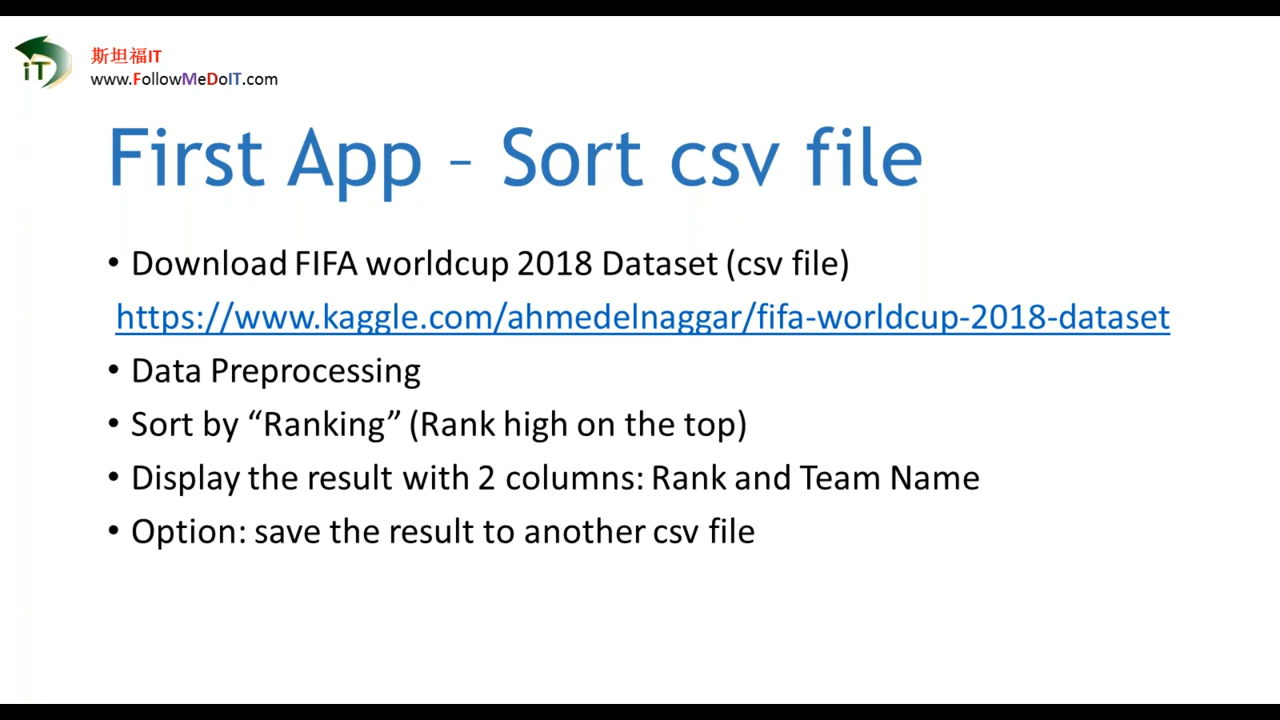 iT
斯坦福IT
www.FollowMeDoIT.com
First App – Sort csv file
• Download FIFA worldcup 2018 Dataset (csv file)
https://www.kaggle.com/ahmedelnaggar/fifa-worldcup-2018-dataset
• Data Preprocessing
• Sort by “Ranking” (Rank high on the top)
• Display the result with 2 columns: Rank and Team Name
• Option: save the result to another csv file